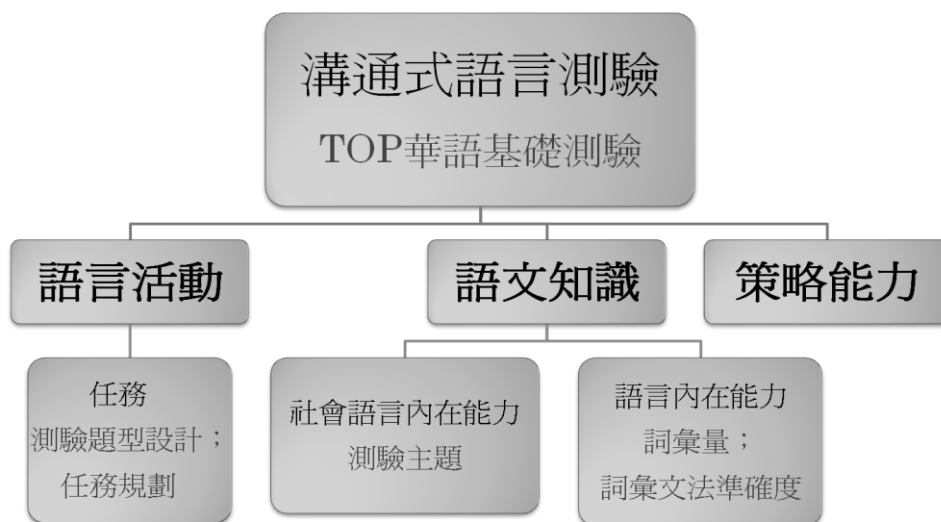 溝通式語言測驗
TOP華語基礎測驗
語言活動
語文知識
策略能力
任務
測驗題型設計；
任務規劃
社會語言內在能力
測驗主題
語言內在能力
詞彙量；
詞彙文法準確度